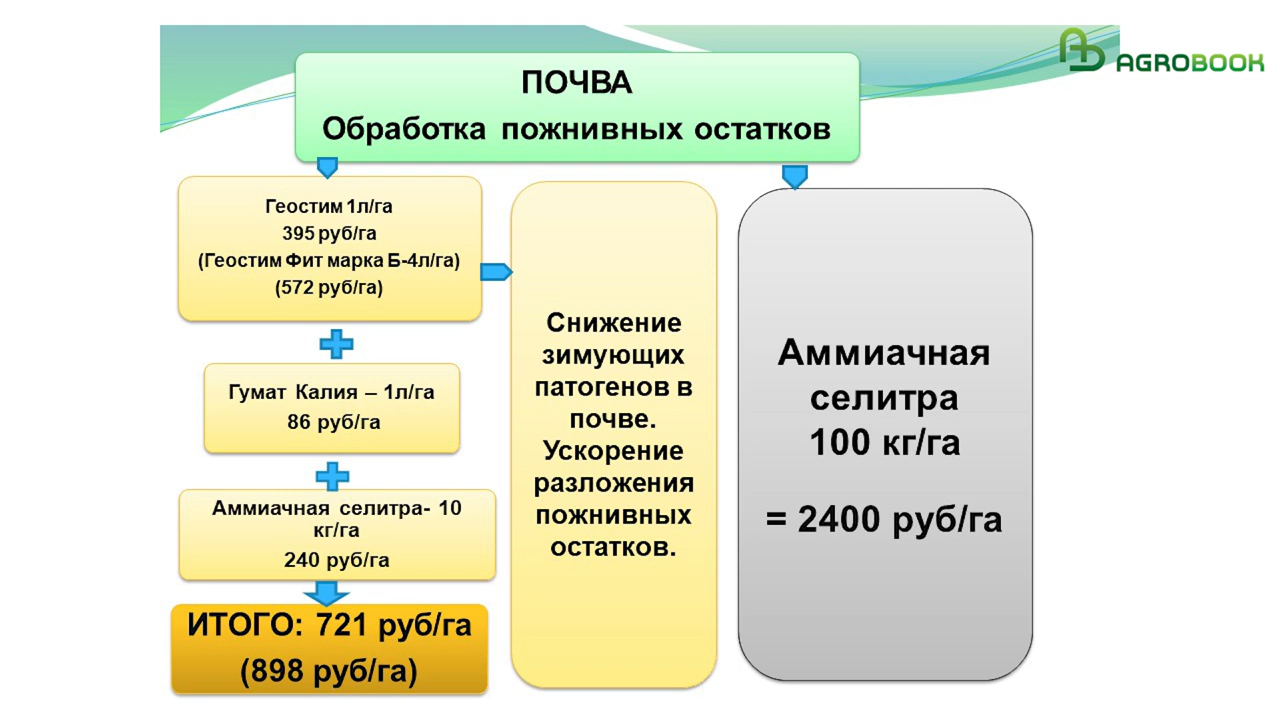 AGROBOOK
ПОЧВА
Обработка пожнивных остатков
Геостим 1л/га
395 руб/га
(Геостим Фит марка Б-4л/га)
(572 руб/га)
Гумат Калия – 1л/га
86 руб/га
Аммиачная селитра- 10
кг/га
240 руб/га
ИТОГО: 721 руб/га
(898 руб/га)
Снижение
зимующих
патогенов в
почве.
Ускорение
разложения
пожнивных
остатков.
Аммиачная
селитра
100 кг/га
= 2400 руб/га